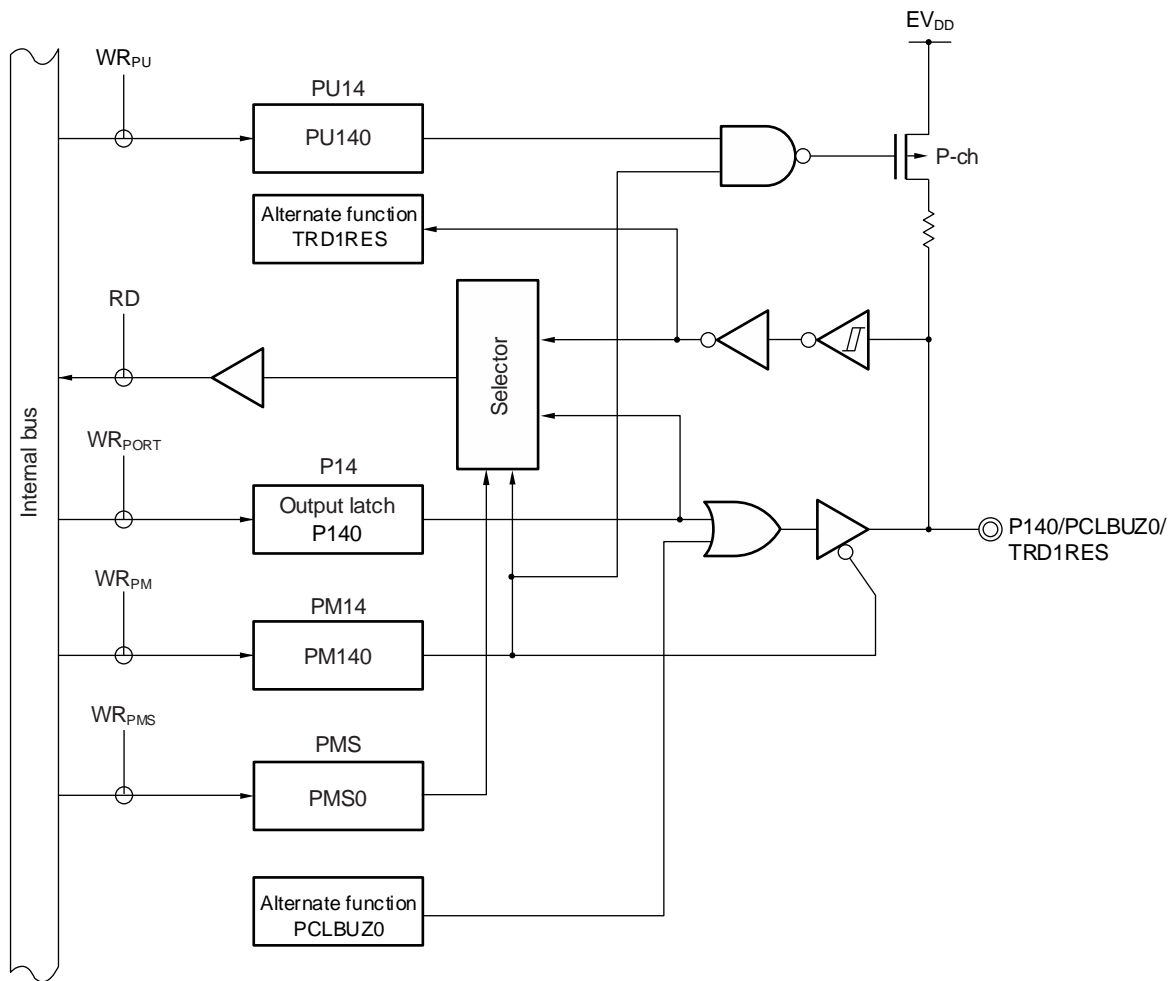 EVDD
WRPU
PU14
PU140
P-ch
Alternate function
TRD1RES
RD
Selector
Internal bus
WRPORT
P14
Output latch
P140
P140/PCLBUZ0/
TRD1RES
WRPM
PM14
PM140
WRPMS
PMS
PMS0
Alternate function
PCLBUZ0